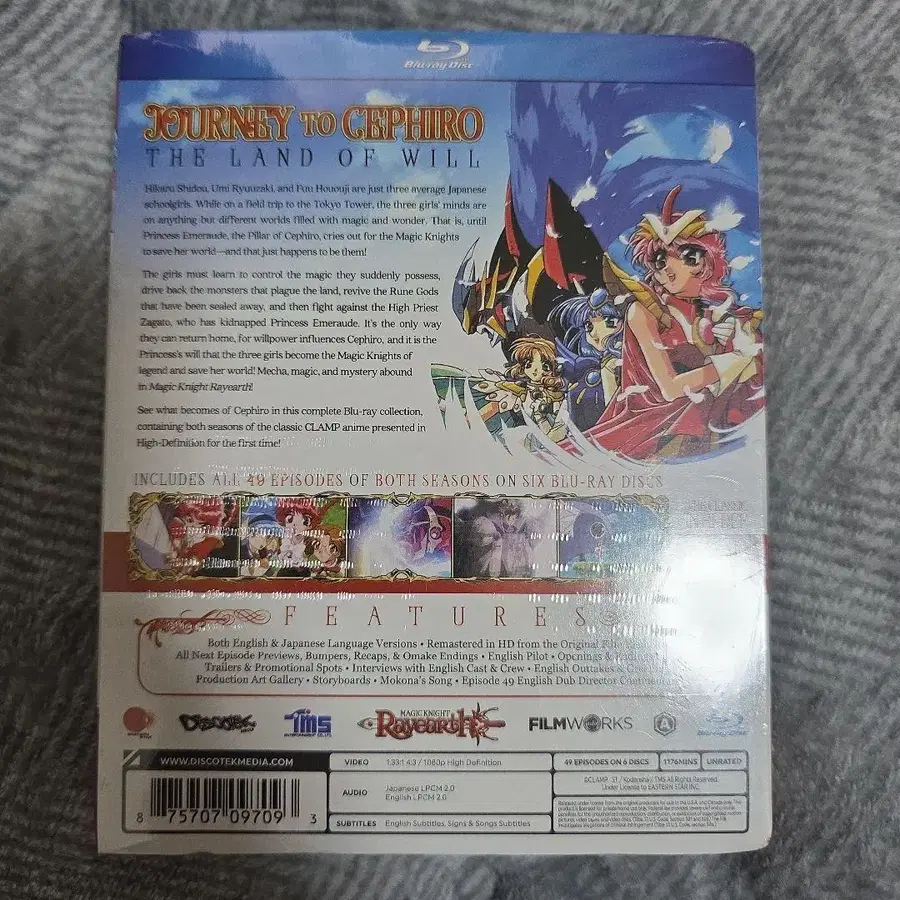 Blu-ray Disc
JOURNEY TO CEPHIRO
THE LAND OF WILL
Hikaru Shidou, Umi Ryuuzaki, and Fuu Hououji are just three average Japanese
schoolgirls. While on a field trip to the Tokyo Tower, the three girls' minds are
on anything but different worlds filled with magic and wonder. That is, until
Princess Emeraude, the Pillar of Cephiro, cries out for the Magic Knights
to save her world—and that just happens to be them!
The girls must learn to control the magic they suddenly possess,
drive back the monsters that plague the land, revive the Rune Gods
that have been sealed away, and then fight against the High Priest
Zagato, who has kidnapped Princess Emeraude. It's the only way
they can return home, for willpower influences Cephiro, and it is the
Princess's will that the three girls become the Magic Knights of
legend and save her world! Mecha, magic, and mystery abound
in Magic Knight Rayearth!
See what becomes of Cephiro in this complete Blu-ray collection,
containing both seasons of the classic CLAMP anime presented in
High-Definition for the first time!
INCLUDES ALL 49 EPISODES OF BOTH SEASONS ON SIX BLU-RAY DISCS
FEATURES
Both English & Japanese Language Versions • Remastered in HD from the Original
All Next Episode Previews, Bumpers, Recaps, & Omake Endings • English Pilot • Openings &
Trailers & Promotional Spots • Interviews with English Cast & Crew • English Outtakes &
Production Art Gallery • Storyboards • Mokona's Song • Episode 49 English Dub Director
DISCOTEK
TMS
ENTERTAINMENT CO., LTD.
MAGIC KNIGHT
Rayearth
FILMWORKS
A
Blu-ray Disc
WWW.DISCOTEKMEDIA.COM
8 75707 09709 3
VIDEO 1.33:1 4:3 / 1080p High Definition
AUDIO Japanese LPCM 2.0
English LPCM 2.0
SUBTITLES English Subtitles, Signs & Songs Subtitles
49 EPISODES ON 6 DISCS 1176MINS UNRATED
©CLAMP · ST / Kodansha / TMS All Rights Reserved.
Under License to EASTERN STAR INC.